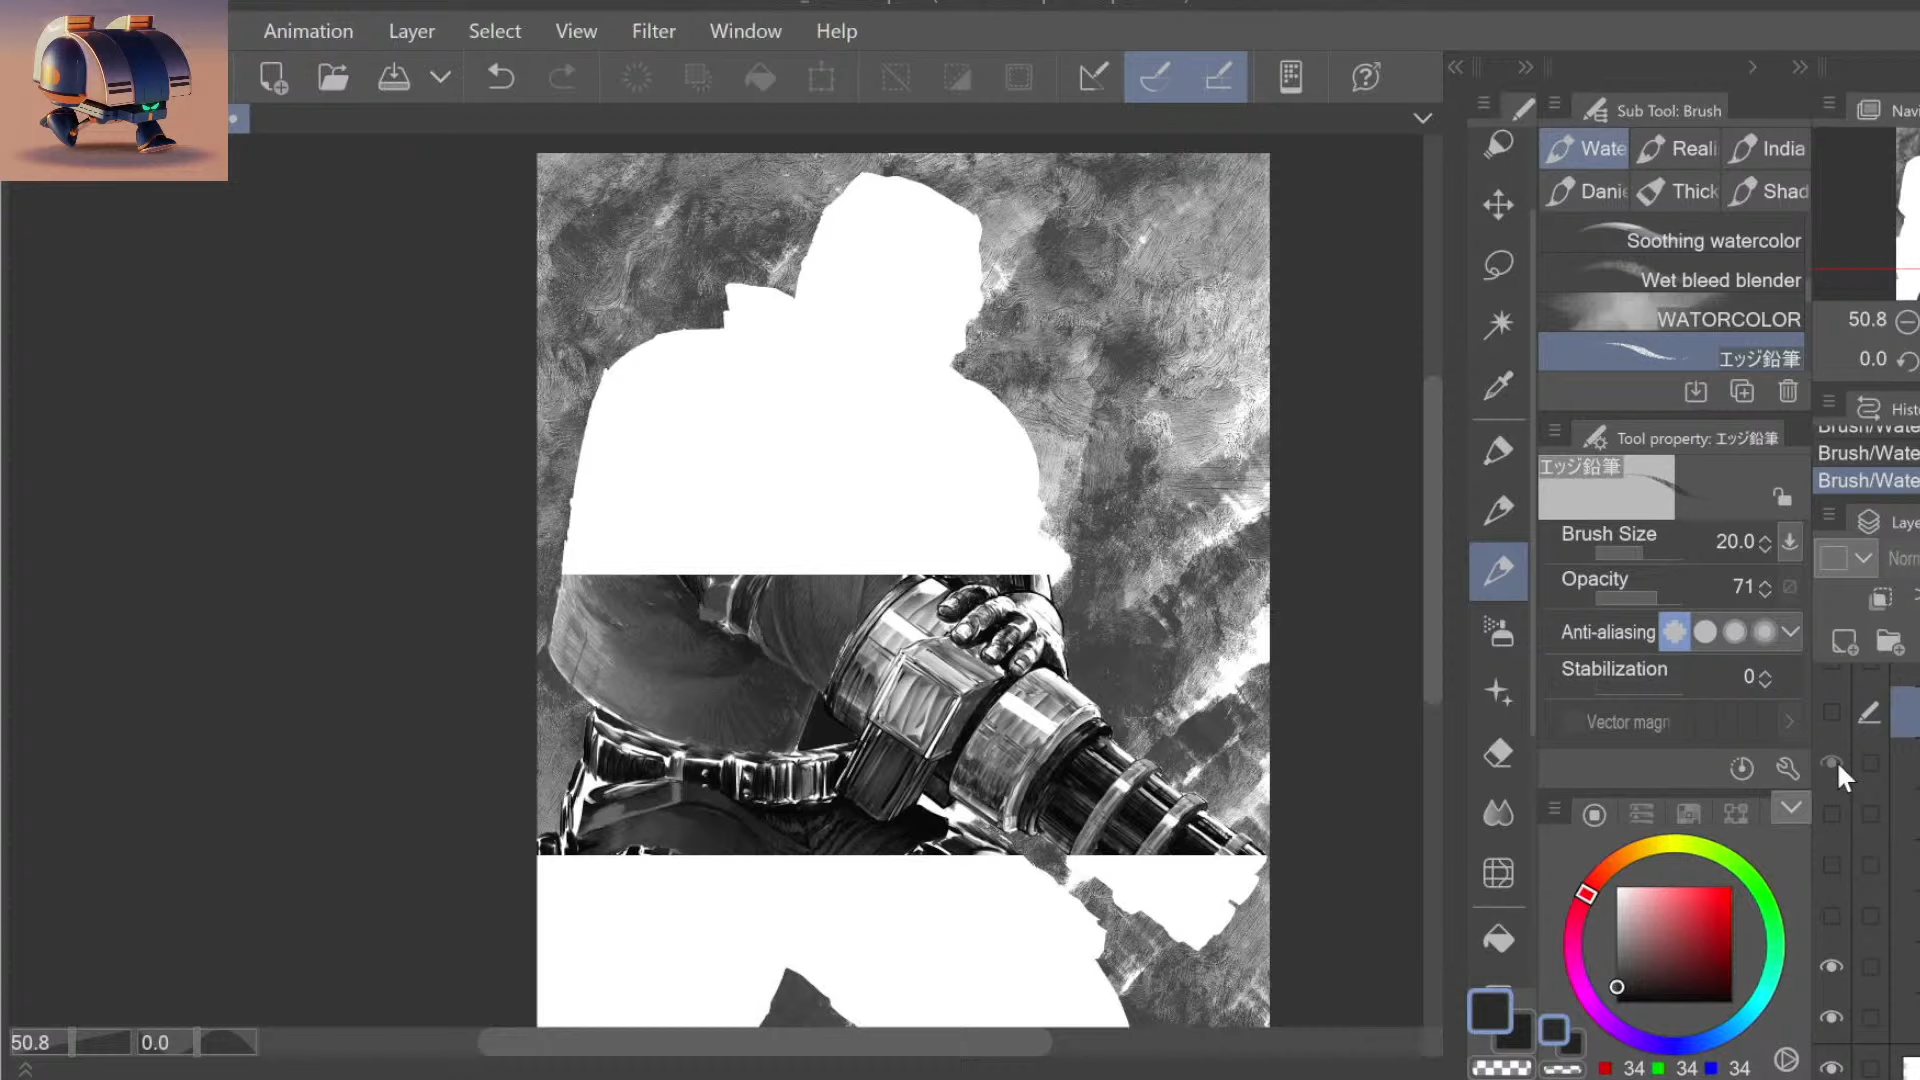 Animation Layer Select View Filter Window Help
Sub Tool: Brush
Navi
Wate Reali India
Danie Thick Shad
Soothing watercolor
Wet bleed blender
WATORCOLOR
エッジ鉛筆
50.8
0.0
Histo
Tool property: エッジ鉛筆
Brush/Wate
Brush/Wate
Brush/Wate
エッジ鉛筆
Laye
Brush Size 20.0
Norm
Opacity 71
Anti-aliasing
Stabilization 0
Vector magn
50.8 0.0
34 34 34